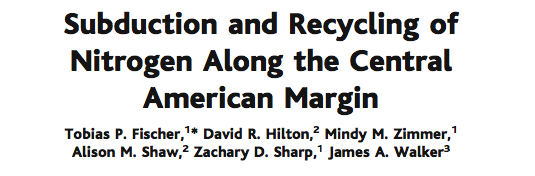 Subduction and Recycling of
Nitrogen Along the Central
American Margin
Tobias P. Fischer,¹* David R. Hilton,² Mindy M. Zimmer,¹
Alison M. Shaw,² Zachary D. Sharp,¹ James A. Walker³